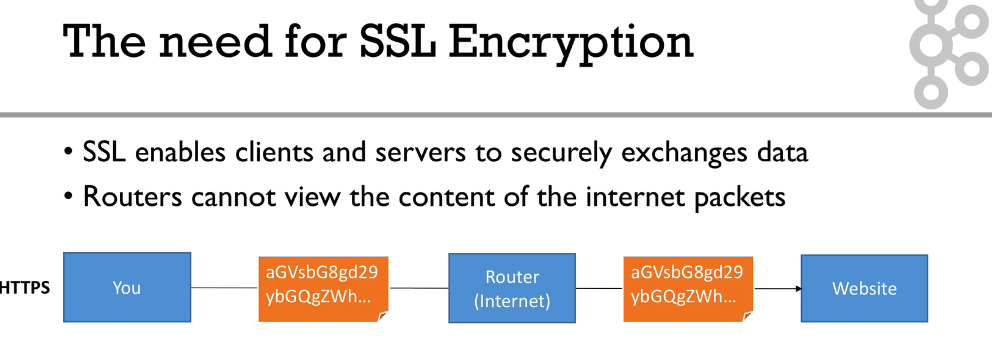 The need for SSL Encryption
• SSL enables clients and servers to securely exchanges data
• Routers cannot view the content of the internet packets
HTTPS
You
aGVsbG8gd29
ybGQgZWh...
Router
(Internet)
aGVsbG8gd29
ybGQgZWh...
Website